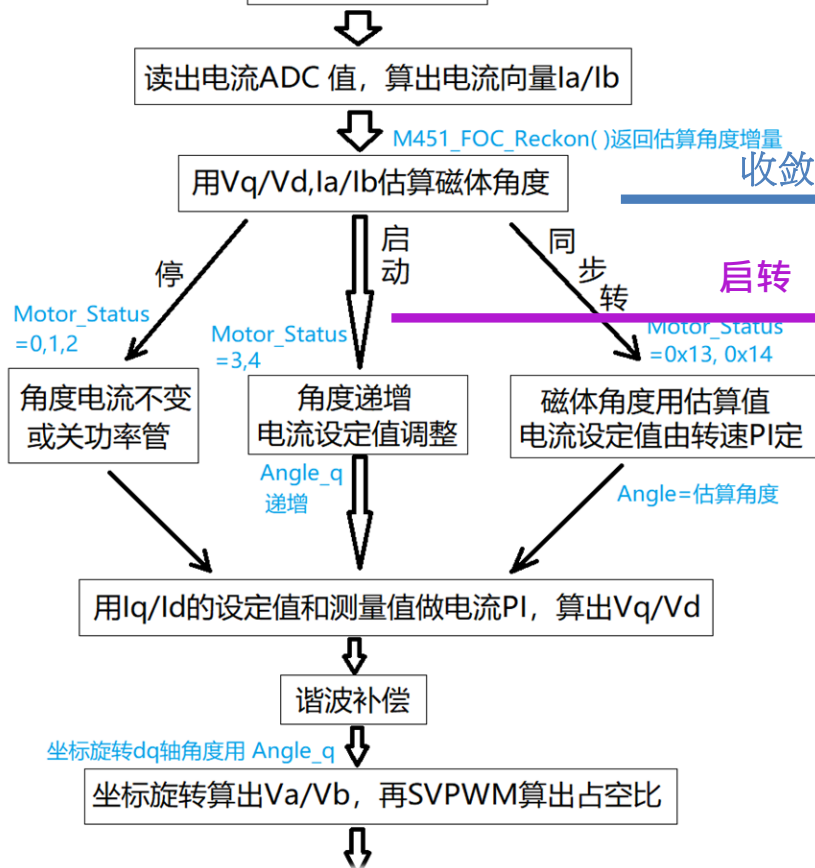 读出电流ADC 值，算出电流向量Ia/Ib
M451_FOC_Reckon( )返回估算角度增量
收敛
用Vq/Vd,Ia/Ib估算磁体角度
停
启
动
同
步
转
启转
Motor_Status
=0,1,2
Motor_Status
=3,4
Motor_Status
=0x13, 0x14
角度电流不变
或关功率管
角度递增
电流设定值调整
磁体角度用估算值
电流设定值由转速PI定
Angle_q
递增
Angle=估算角度
用Iq/Id的设定值和测量值做电流PI，算出Vq/Vd
谐波补偿
坐标旋转dq轴角度用 Angle_q
坐标旋转算出Va/Vb，再SVPWM算出占空比